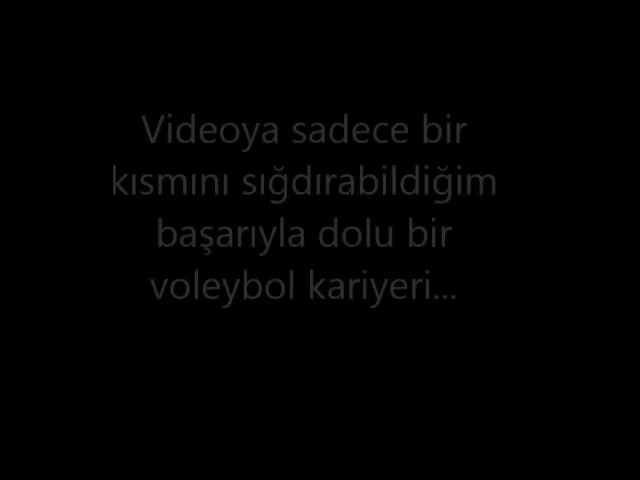 Videoya sadece bir
kısmını sığdırabildiğim
başarıyla dolu bir
voleybol kariyeri...